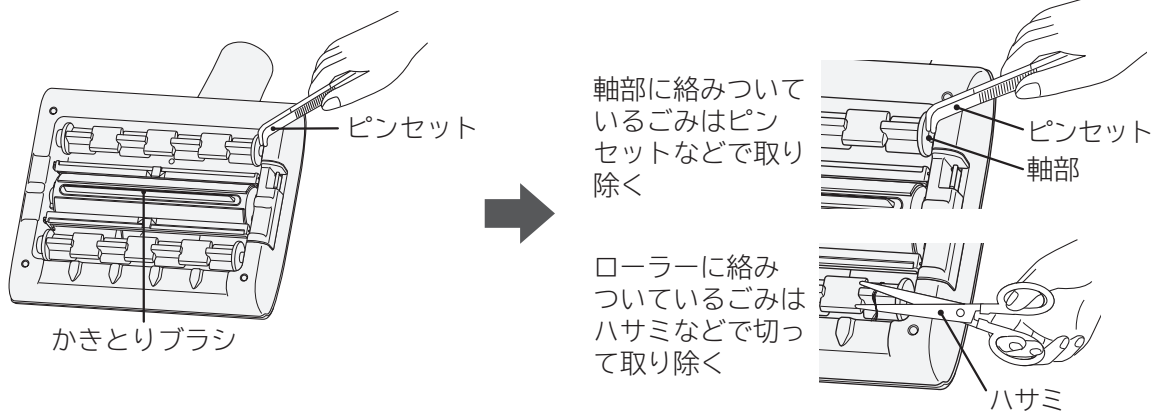 ピンセット
かきとりブラシ
軸部に絡みついて
いるごみはピン
セットなどで取り
除く
ピンセット
軸部
ローラーに絡み
ついているごみは
ハサミなどで切っ
て取り除く
ハサミ